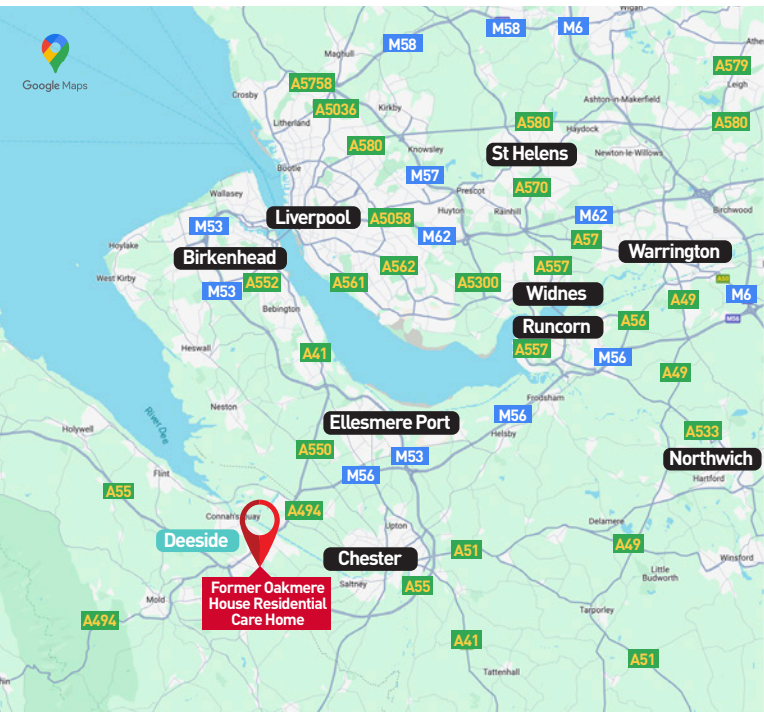 Wigan
M58
M6
M58
Maghull
Athe
A579
Leigh
Google Maps
A5758
Crosby
Kirkby
Ashton-in-Makerfield
A5036
Litherland
A580
Haydock
A580
A580
Knowsley
St Helens
Newton-le-Willows
Bootie
M57
Prescot
A570
Wallasey
Liverpool
A5058
Huyton
Rainhill
M62
Birchwood
M53
M62
A57
Hoylake
Birkenhead
Warrington
A562
A557
West Kirby
A552
A561
A5300
M53
Widnes
A49
M6
Bebington
Runcorn
A56
M56
Heswall
A41
A557
M56
A49
Neston
Frodsham
River Dee
Ellesmere Port
M56
Holywell
Helsby
A533
A550
M53
Northwich
Flint
M56
Hartford
A55
Connah's Quay
A494
Delamere
Upton
Deeside
A51
A49
Chester
Winsford
Little
Budworth
Saltney
A55
Former Oakmere
House Residential
Care Home
Mold
Tarporley
A494
A41
A51
Tattenhall
hin